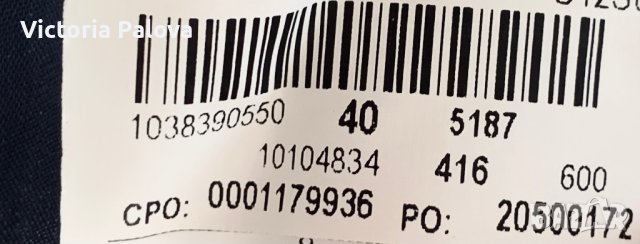 Victoria Palova
1038390550 40 5187
10104834 416 600
CPO: 0001179936 PO: 20500172